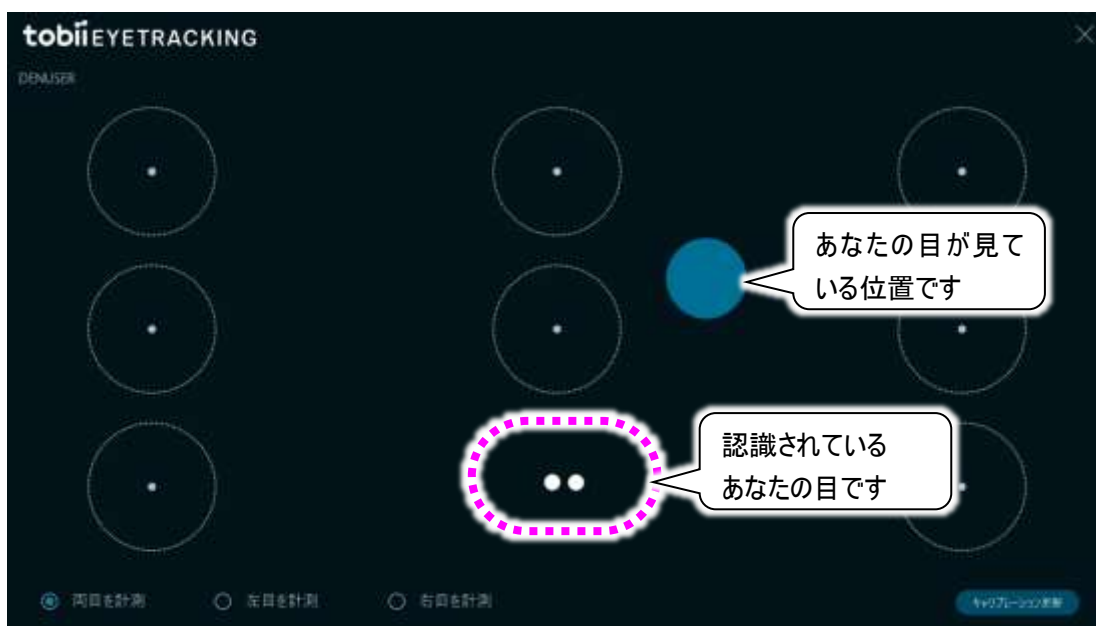 tobii EYETRACKING
DENUSER
あなたの目が見て
いる位置です
認識されている
あなたの目です
両目を計測
左目を計測
右目を計測